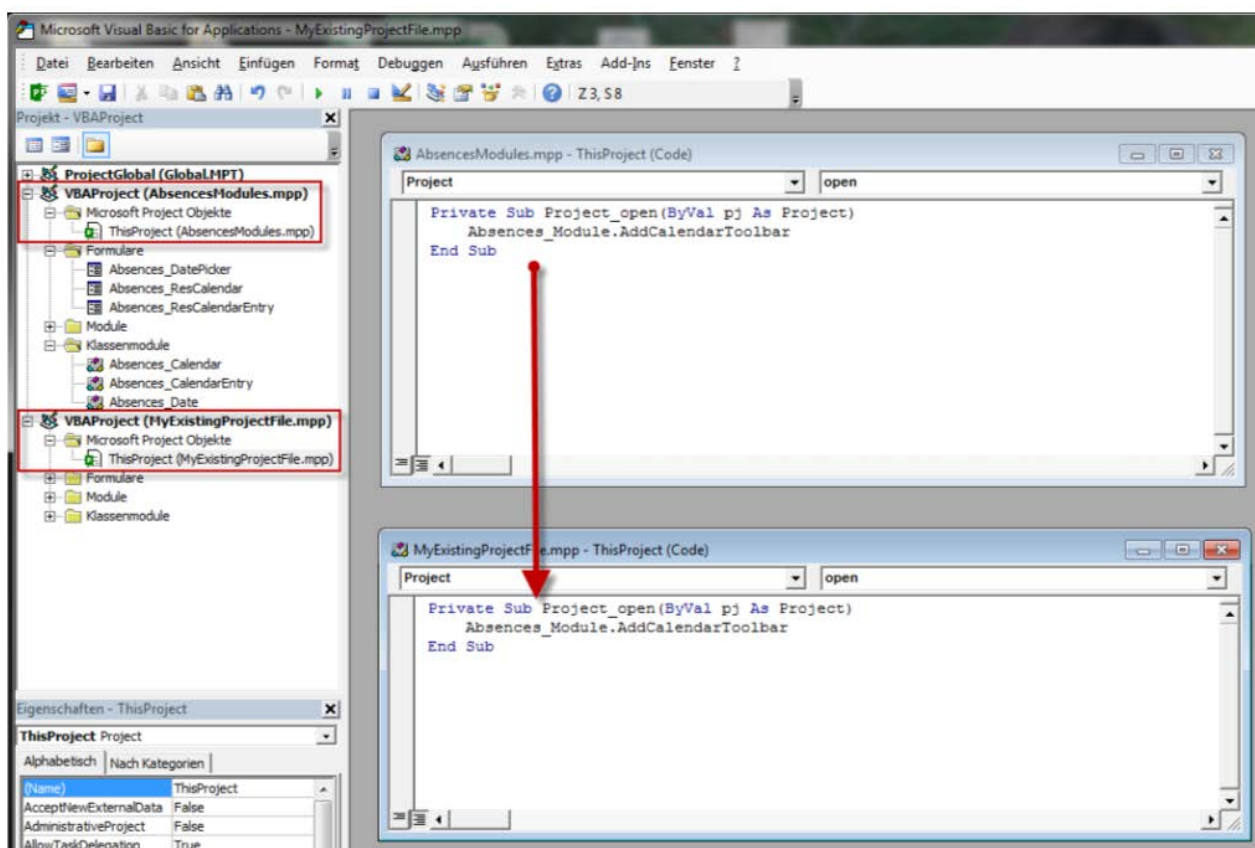 Microsoft Visual Basic for Applications - MyExistingProjectFile.mpp
Datei Bearbeiten Ansicht Einfügen Format Debuggen Ausführen Extras Add-Ins Fenster ?
Z 3, S 8
Projekt - VBAProject
ProjectGlobal (Global.MPT)
VBAProject (AbsencesModules.mpp)
Microsoft Project Objekte
ThisProject (AbsencesModules.mpp)
Formulare
Absences_DatePicker
Absences_ResCalendar
Absences_ResCalendarEntry
Module
Klassenmodule
Absences_Calendar
Absences_CalendarEntry
Absences_Date
VBAProject (MyExistingProjectFile.mpp)
Microsoft Project Objekte
ThisProject (MyExistingProjectFile.mpp)
Formulare
Module
Klassenmodule
Eigenschaften - ThisProject
ThisProject Project
Alphabetisch Nach Kategorien
(Name) ThisProject
AcceptNewExternalData False
AdministrativeProject False
AllowTaskDelegation True
AbsencesModules.mpp - ThisProject (Code)
Project open
Private Sub Project_open(ByVal pj As Project)
Absences_Module.AddCalendarToolbar
End Sub
MyExistingProjectFile.mpp - ThisProject (Code)
Project open
Private Sub Project_open(ByVal pj As Project)
Absences_Module.AddCalendarToolbar
End Sub